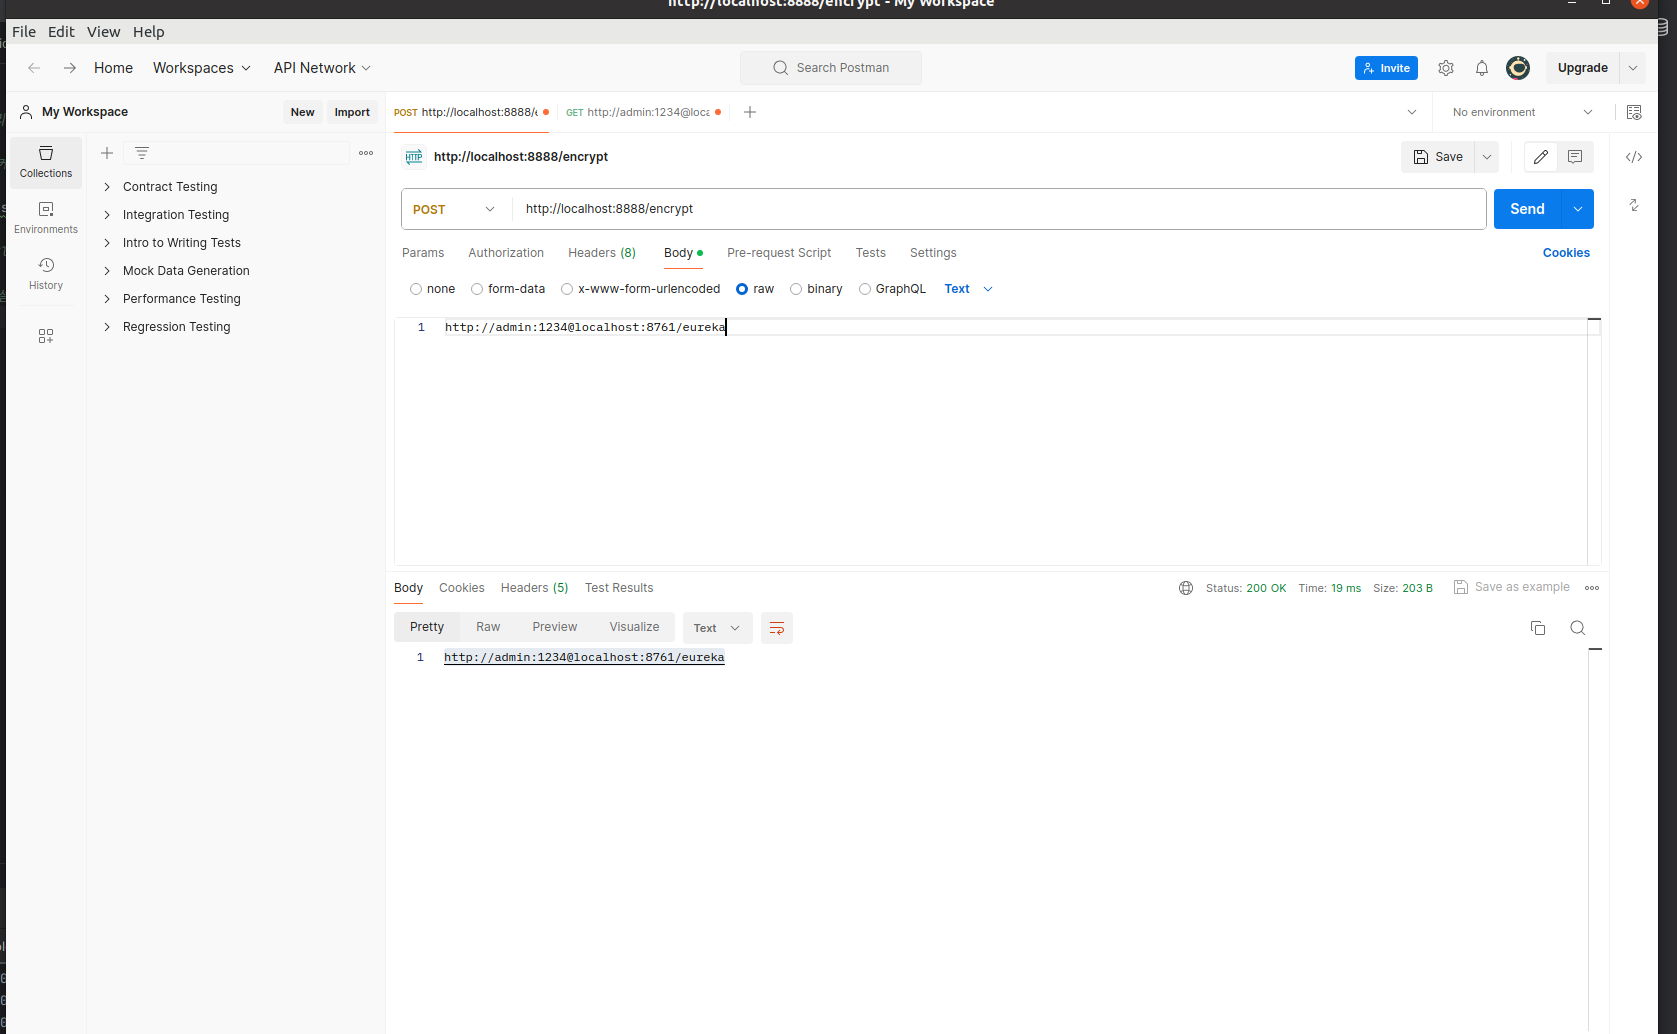 http://localhost:8888/encrypt - My Workspace
File Edit View Help
Home Workspaces API Network Search Postman Invite Upgrade
My Workspace New Import POST http://localhost:8888/ GET http://admin:1234@loca No environment
Collections
Environments
History
Contract Testing
Integration Testing
Intro to Writing Tests
Mock Data Generation
Performance Testing
Regression Testing
HTTP http://localhost:8888/encrypt Save
POST http://localhost:8888/encrypt Send
Params Authorization Headers (8) Body Pre-request Script Tests Settings Cookies
none form-data x-www-form-urlencoded raw binary GraphQL Text
1 http://admin:1234@localhost:8761/eureka
Body Cookies Headers (5) Test Results Status: 200 OK Time: 19 ms Size: 203 B Save as example
Pretty Raw Preview Visualize Text
1 http://admin:1234@localhost:8761/eureka